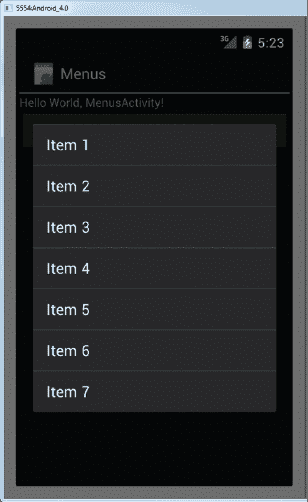 5554:Android_4.0
3G 5:23
Menus
Hello World, MenusActivity!
Item 1
Item 2
Item 3
Item 4
Item 5
Item 6
Item 7